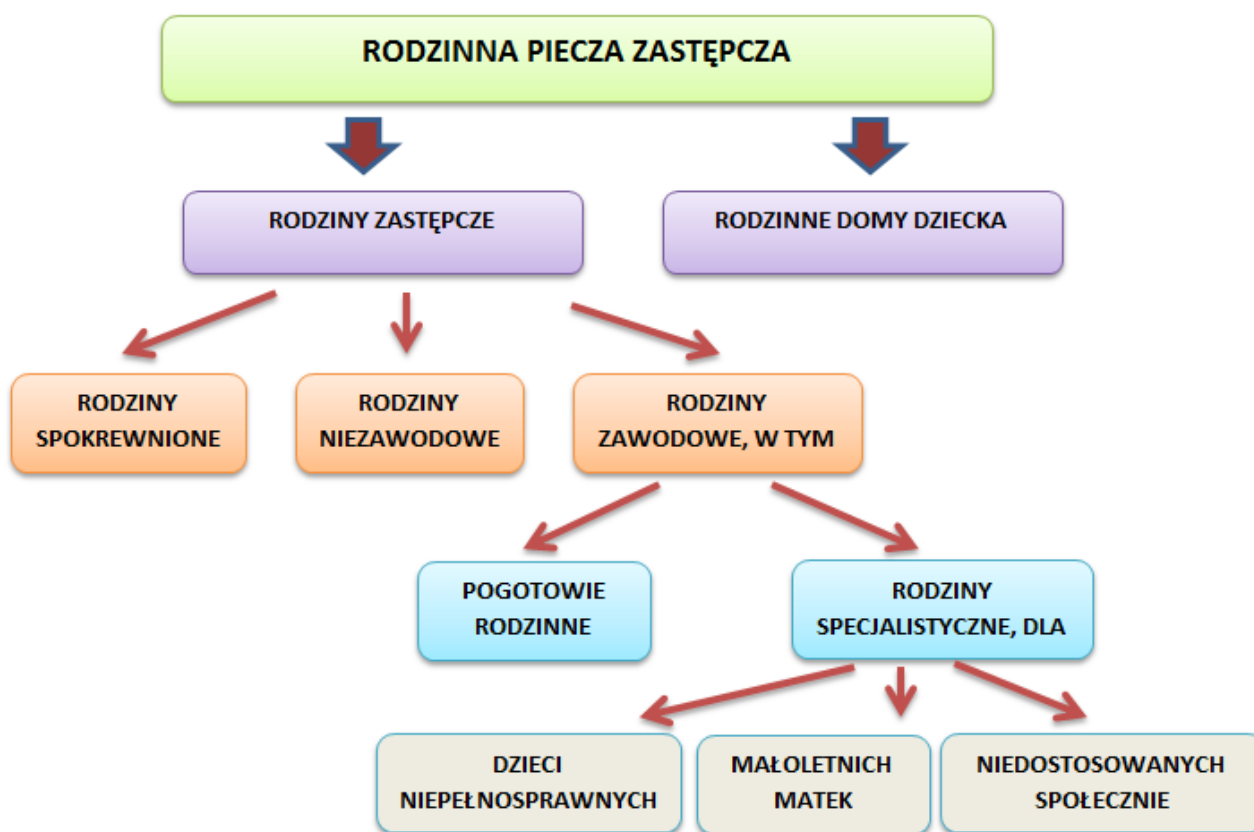 RODZINNA PIECZA ZASTĘPCZA
RODZINY ZASTĘPCZE
RODZINNE DOMY DZIECKA
RODZINY
SPOKREWNIONE
RODZINY
NIEZAWODOWE
RODZINY
ZAWODOWE, W TYM
POGOTOWIE
RODZINNE
RODZINY
SPECJALISTYCZNE, DLA
DZIECI
NIEPEŁNOSPRAWNYCH
MAŁOLETNICH
MATEK
NIEDOSTOSOWANYCH
SPOŁECZNIE